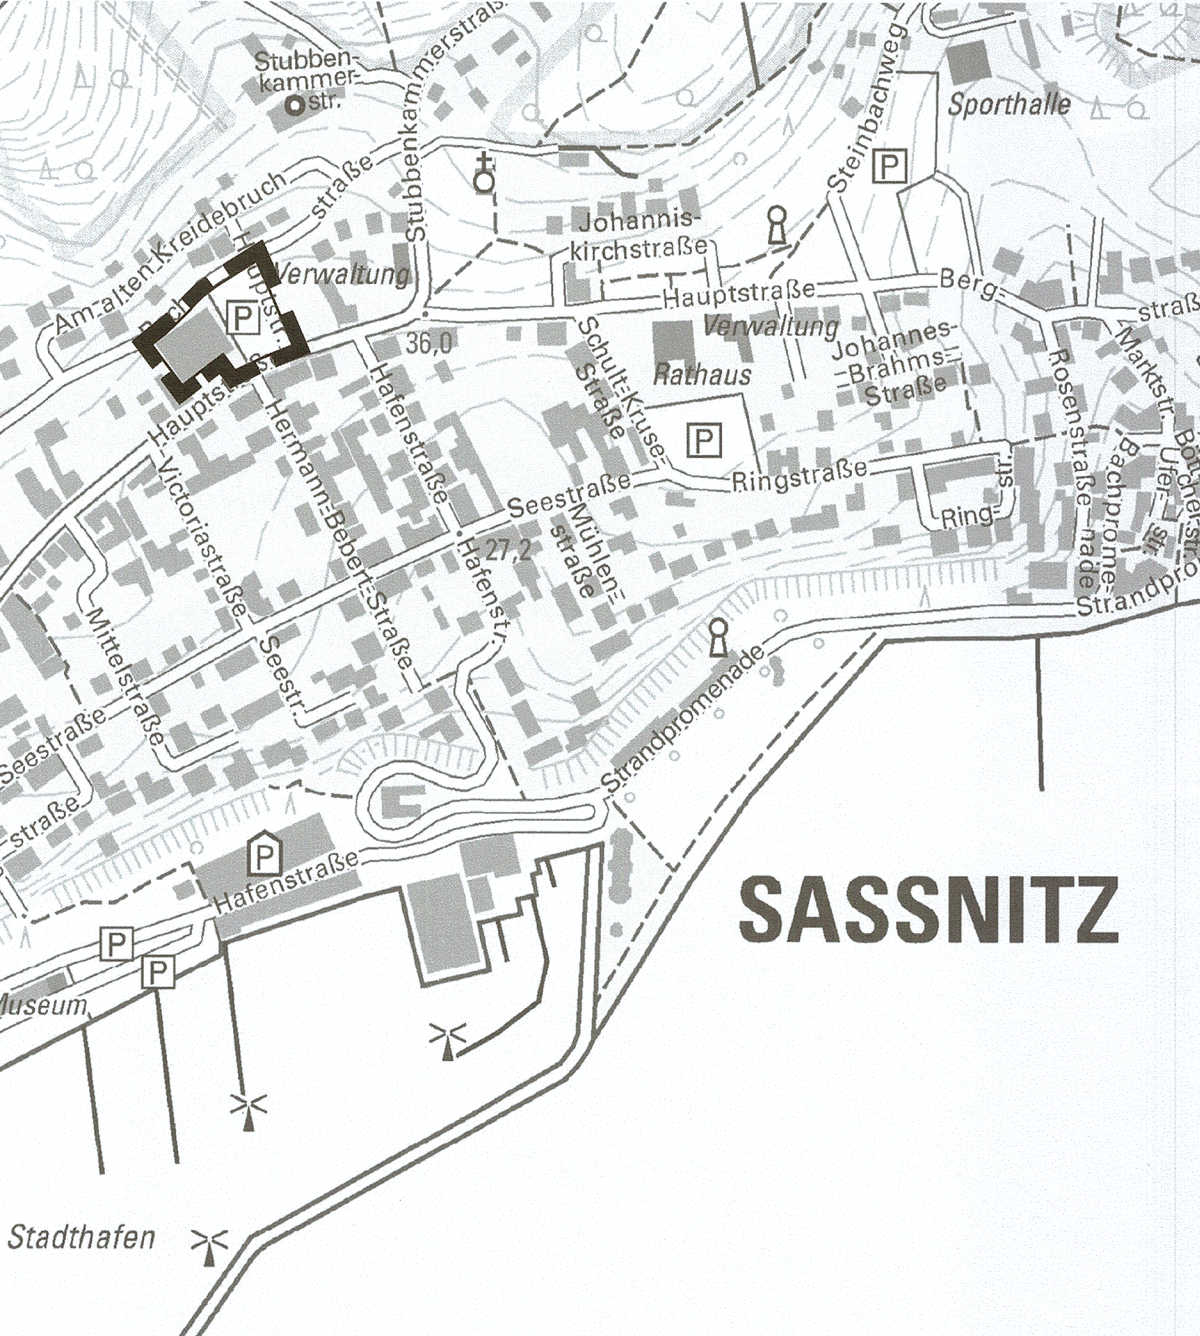 Stubben-
kammer-
str.
Stubbenkammerstraße
Steinbachweg
Sporthalle
P
straße
Am alten Kreidebruch
Hauptstr.
Verwaltung
P
Johannis-
kirchstraße
Hauptstraße
Berg-
straße
36,0
Verwaltung
Rathaus
Johannes-
Brahms-
Straße
Schult-Kruse-
Straße
Marktstr.
Rosenstraße
Hafenstraße
Hermann-Bebert-Straße
Victoriastraße
P
Ringstraße
Ring-
str.
Seestraße
Mühlen-
straße
27,2
Hafenstr.
Bachprome-
nade
Ufer-
str.
Strandpro
Mittelstraße
Seestr.
Seestraße
straße
Strandpromenade
P
Hafenstraße
SASSNITZ
P
P
Museum
Stadthafen